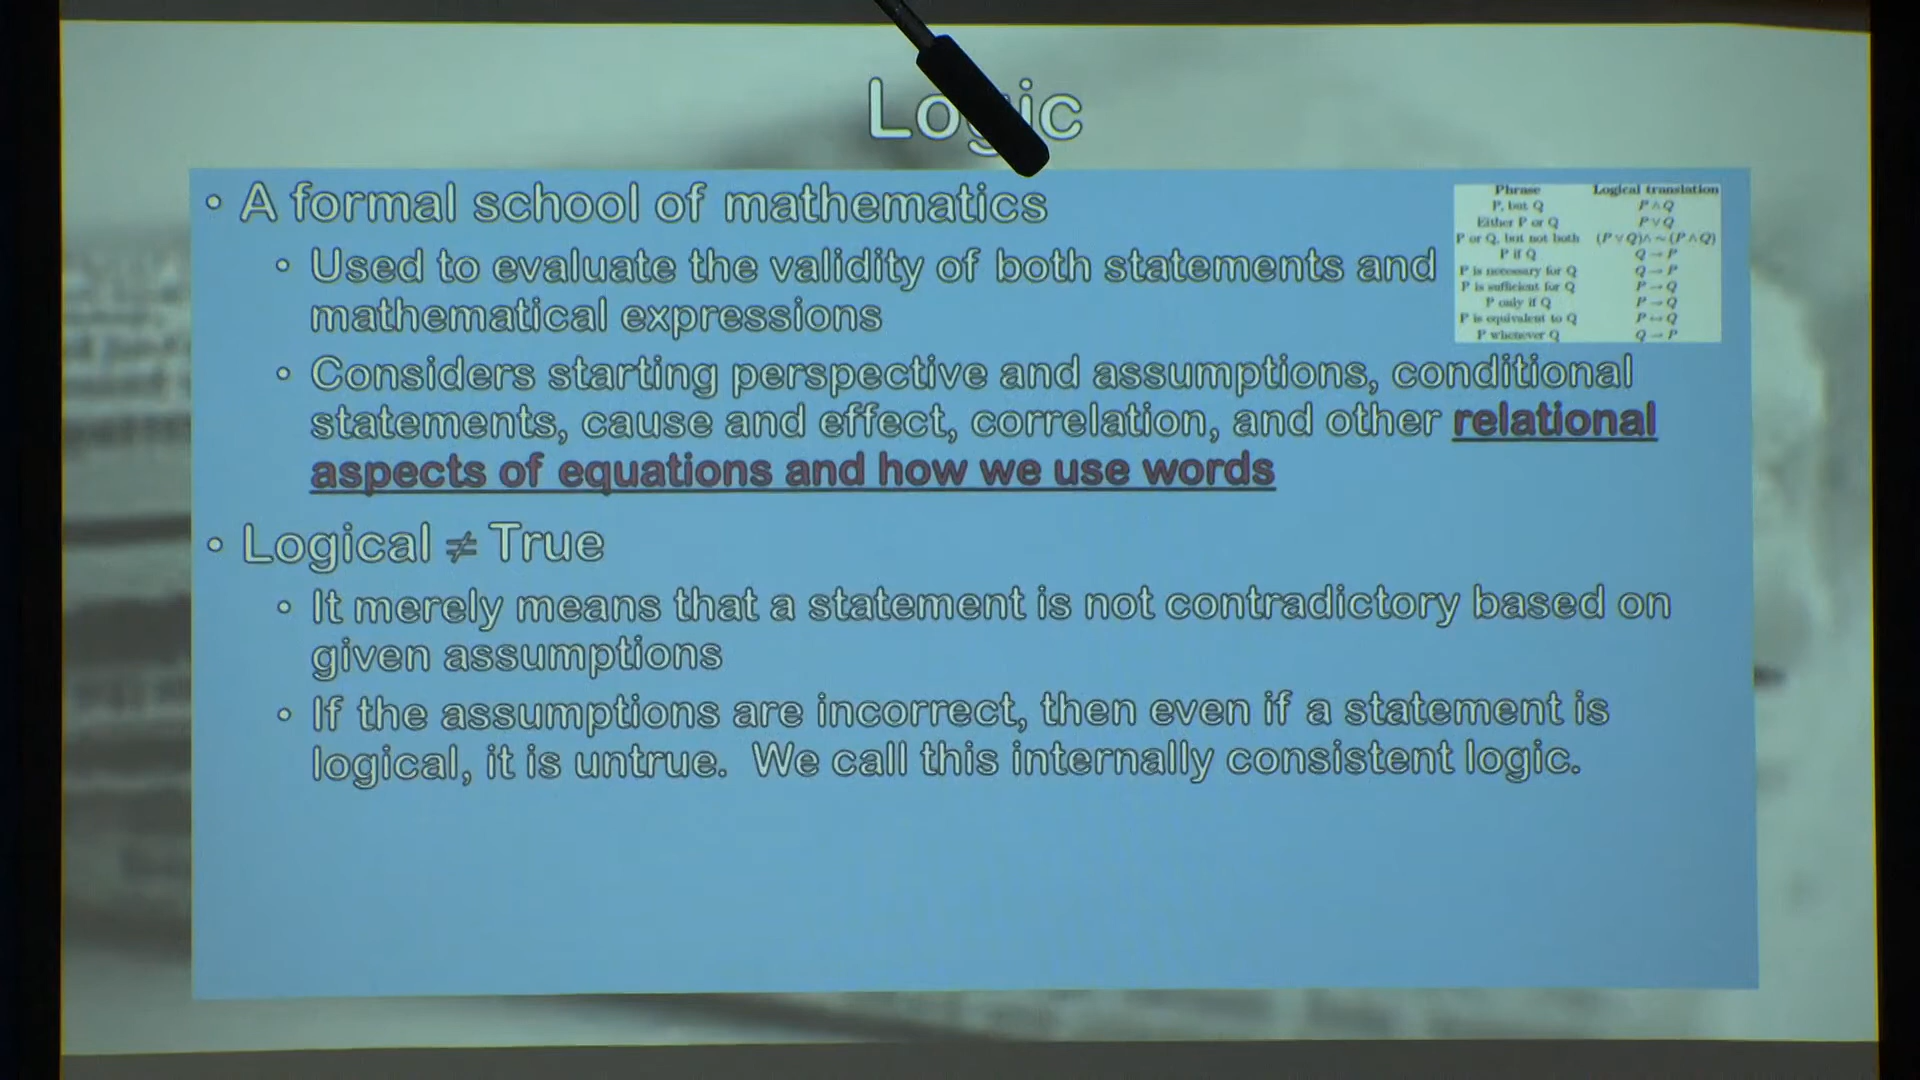 Logic
• A formal school of mathematics
• Used to evaluate the validity of both statements and
mathematical expressions
• Considers starting perspective and assumptions, conditional
statements, cause and effect, correlation, and other relational
aspects of equations and how we use words
• Logical ≠ True
• It merely means that a statement is not contradictory based on
given assumptions
• If the assumptions are incorrect, then even if a statement is
logical, it is untrue. We call this internally consistent logic.
Phrase Logical translation
P, but Q P ∧ Q
Either P or Q P ∨ Q
P or Q, but not both (P ∨ Q)∧ ~ (P ∧ Q)
P if Q Q → P
P is necessary for Q Q → P
P is sufficient for Q P → Q
P only if Q P → Q
P is equivalent to Q P ↔ Q
P whenever Q Q → P